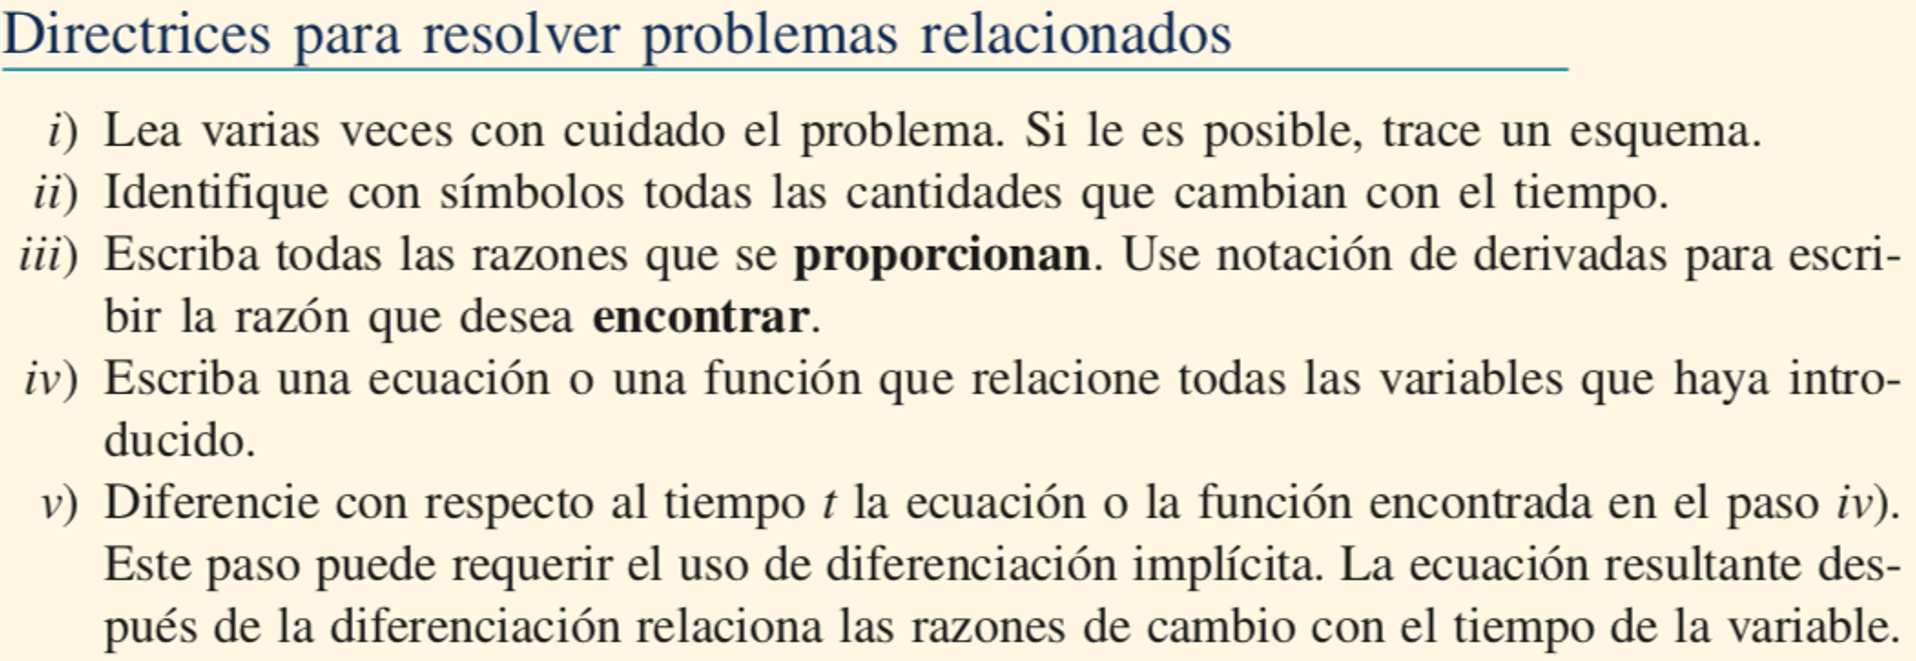 Directrices para resolver problemas relacionados
i) Lea varias veces con cuidado el problema. Si le es posible, trace un esquema.
ii) Identifique con símbolos todas las cantidades que cambian con el tiempo.
iii) Escriba todas las razones que se proporcionan. Use notación de derivadas para escri-
bir la razón que desea encontrar.
iv) Escriba una ecuación o una función que relacione todas las variables que haya intro-
ducido.
v) Diferencie con respecto al tiempo t la ecuación o la función encontrada en el paso iv).
Este paso puede requerir el uso de diferenciación implícita. La ecuación resultante des-
pués de la diferenciación relaciona las razones de cambio con el tiempo de la variable.